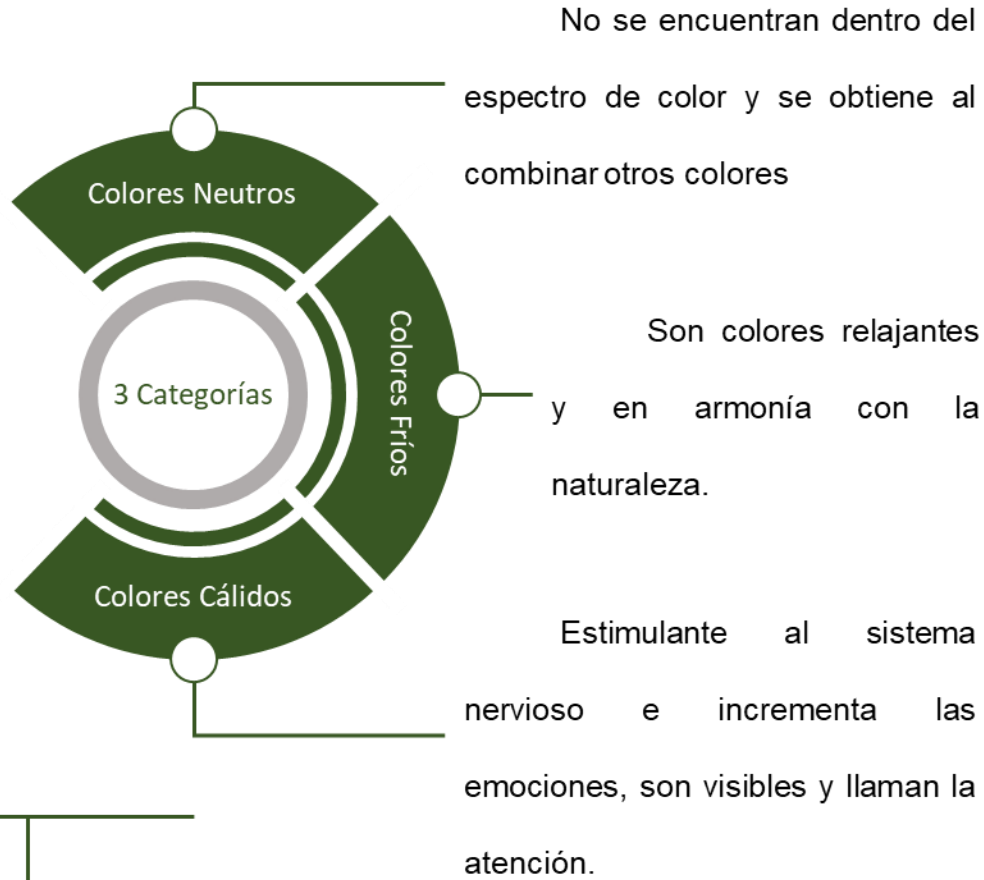 No se encuentran dentro del
espectro de color y se obtiene al
combinar otros colores
Colores Neutros
Son colores relajantes
y en armonía con la
naturaleza.
Colores Fríos
3 Categorías
Colores Cálidos
Estimulante al sistema
nervioso e incrementa las
emociones, son visibles y llaman la
atención.